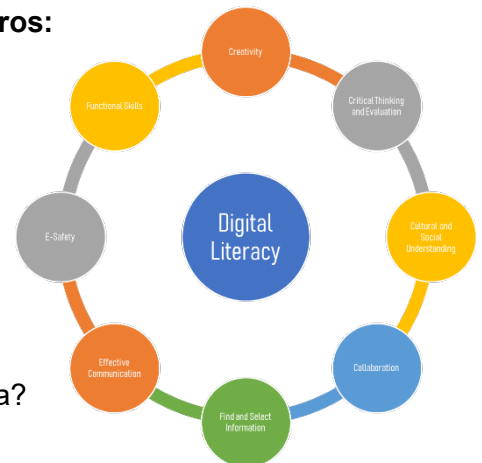 ros:
Creativity
Critical Thinking
and Evaluation
Cultural and
Social
Understanding
Collaboration
Find and Select
Information
Effective
Communication
E-Safety
Functional Skills
Digital
Literacy
a?